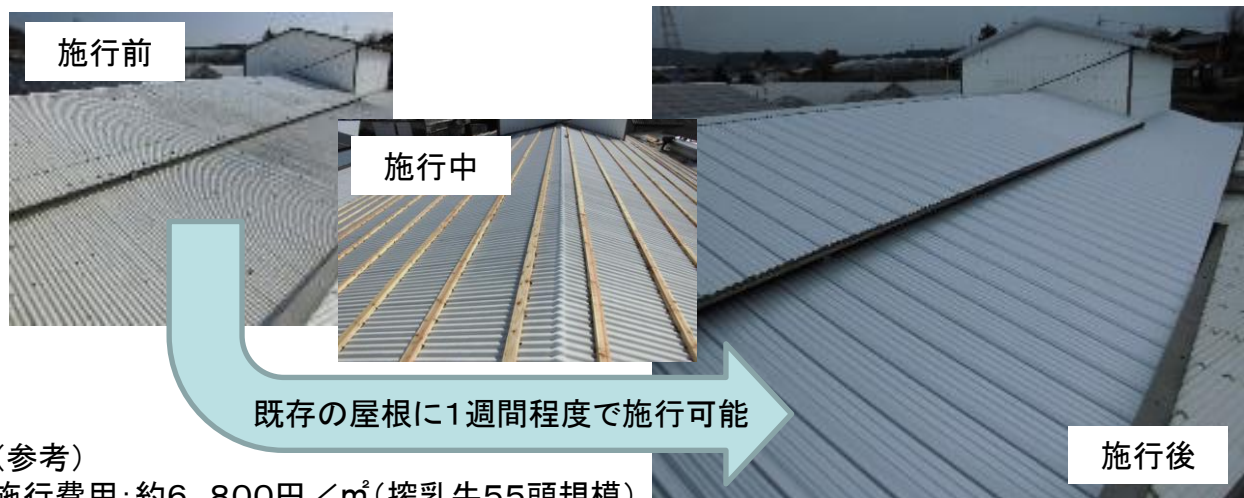 施行前
施行中
既存の屋根に1週間程度で施行可能
施行後
(参考)
施行費用:約6,800円/㎡(搾乳牛55頭規模)